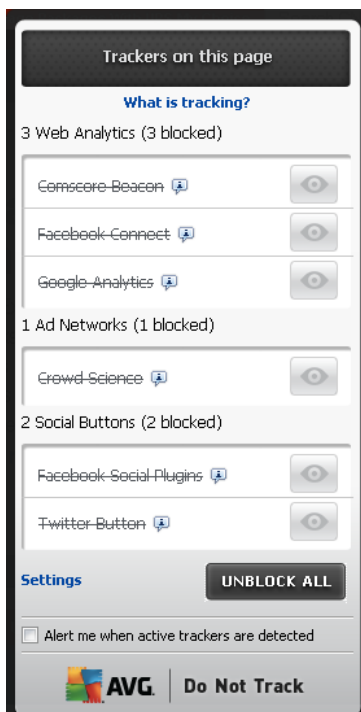 Trackers on this page
What is tracking?
3 Web Analytics (3 blocked)
Comscore Beacon
Facebook Connect
Google Analytics
1 Ad Networks (1 blocked)
Crowd Science
2 Social Buttons (2 blocked)
Facebook Social Plugins
Twitter Button
Settings UNBLOCK ALL
Alert me when active trackers are detected
AVG. Do Not Track